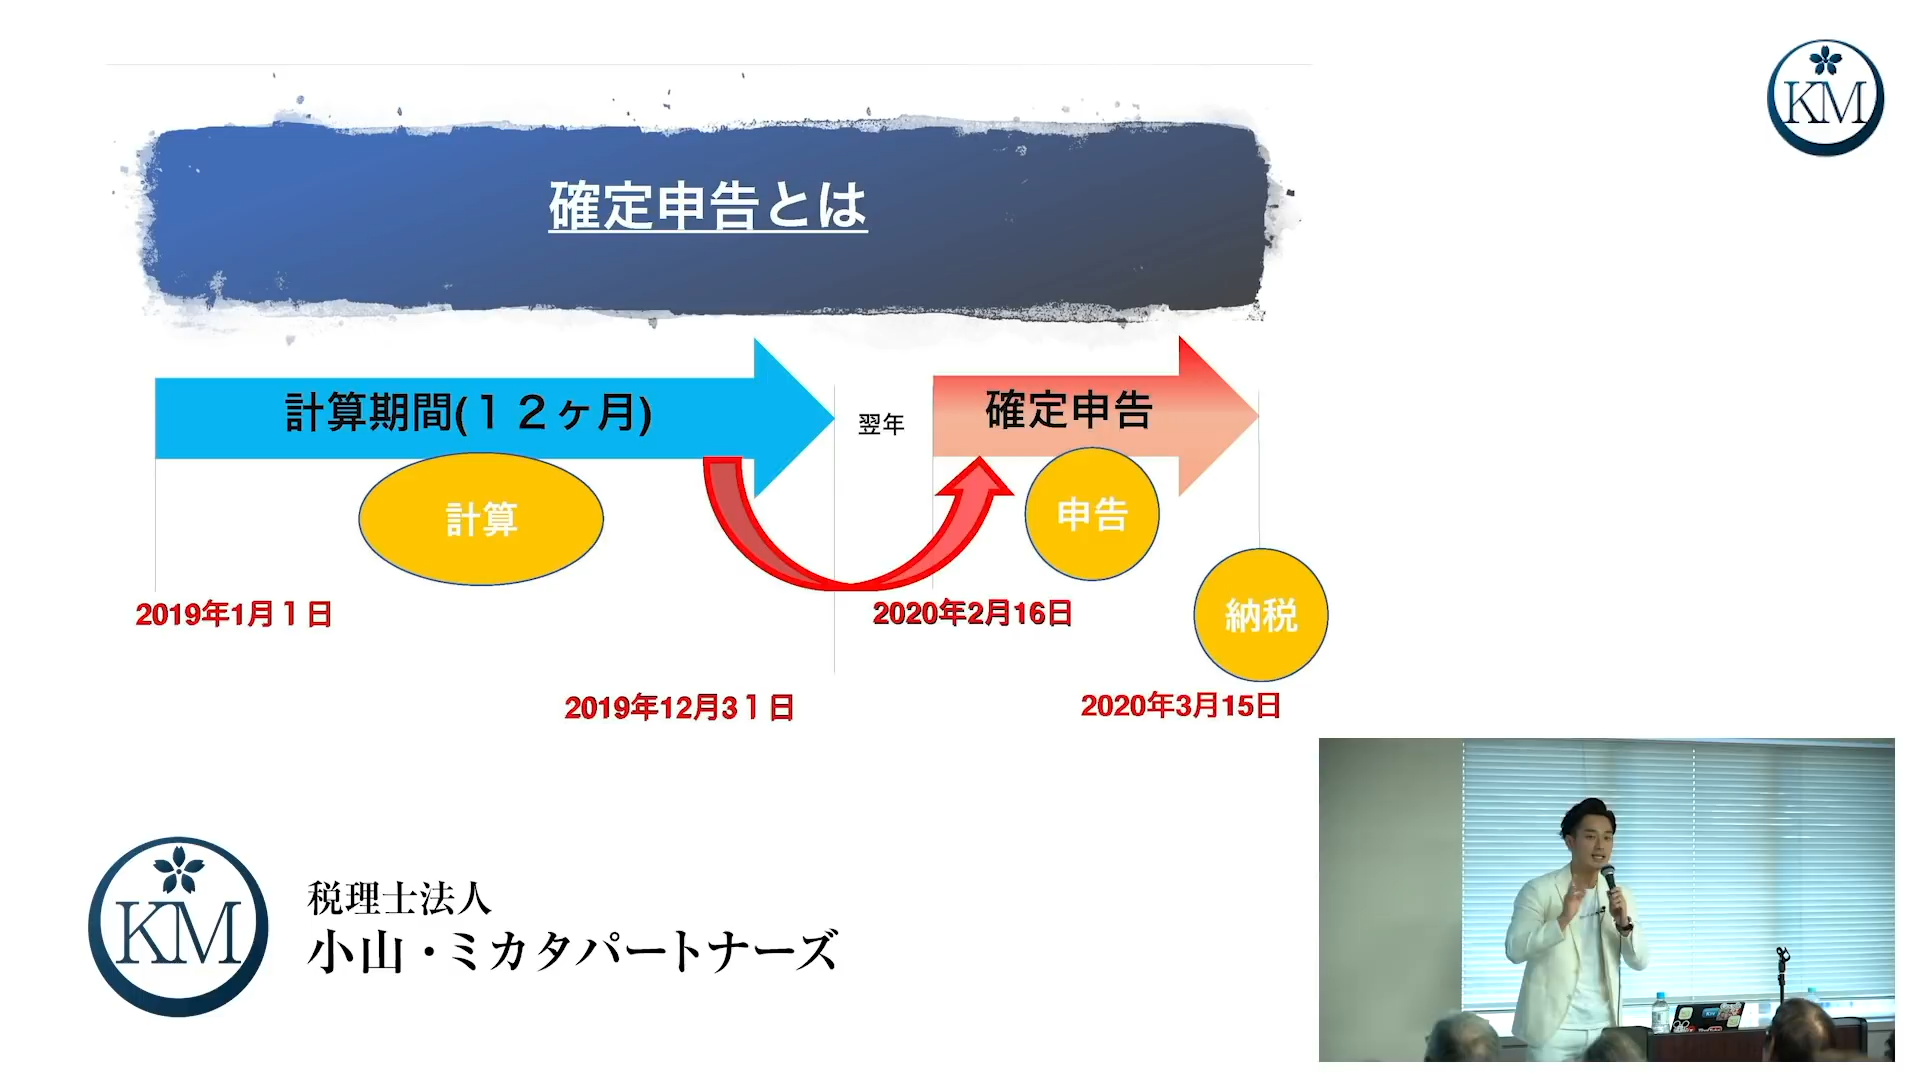 KM
確定申告とは
計算期間(１２ヶ月)
翌年
確定申告
計算
申告
納税
2019年1月１日
2020年2月16日
2019年12月3１日
2020年3月15日
KM
税理士法人
小山・ミカタパートナーズ